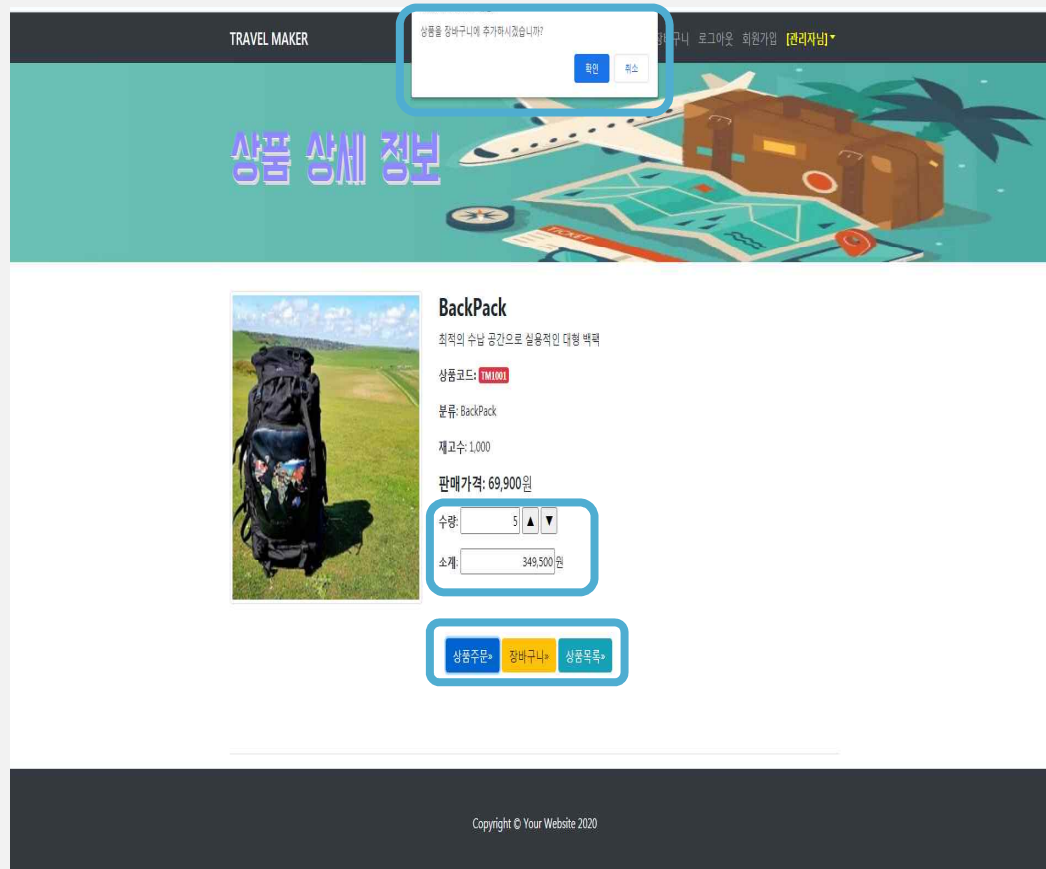 상품을 장바구니에 추가하시겠습니까?
확인 취소
TRAVEL MAKER
장바구니 로그아웃 회원가입 [관리자님]
상품 상세 정보
TICKET
BackPack
최적의 수납 공간으로 실용적인 대형 백팩
상품코드: TM1001
분류: BackPack
재고수: 1,000
판매가격: 69,900원
수량: 5 ▲ ▼
소계: 349,500 원
상품주문» 장바구니» 상품목록»
Copyright © Your Website 2020